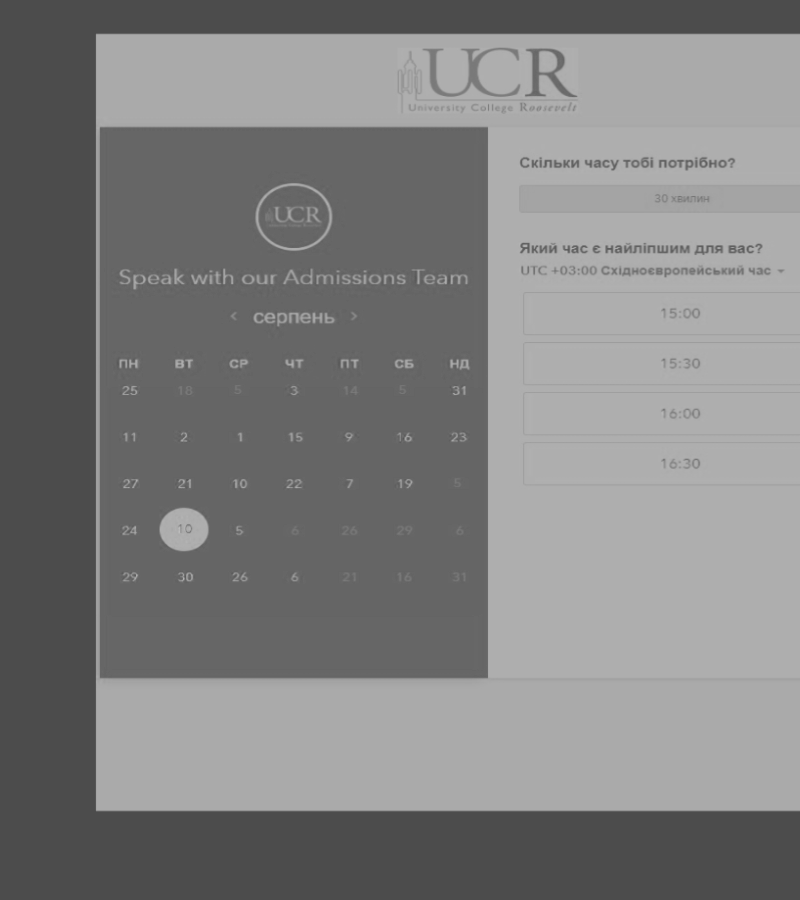 UCR
University College Roosevelt
UCR
Speak with our Admissions Team
‹ серпень ›
ПН ВТ СР ЧТ ПТ СБ НД
25 18 5 3 14 5 31
11 2 1 15 9 16 23
27 21 10 22 7 19 5
24 10 5 6 26 29 6
29 30 26 6 21 16 31
Скільки часу тобі потрібно?
30 хвилин
Який час є найліпшим для вас?
UTC +03:00 Східноєвропейський час
15:00
15:30
16:00
16:30